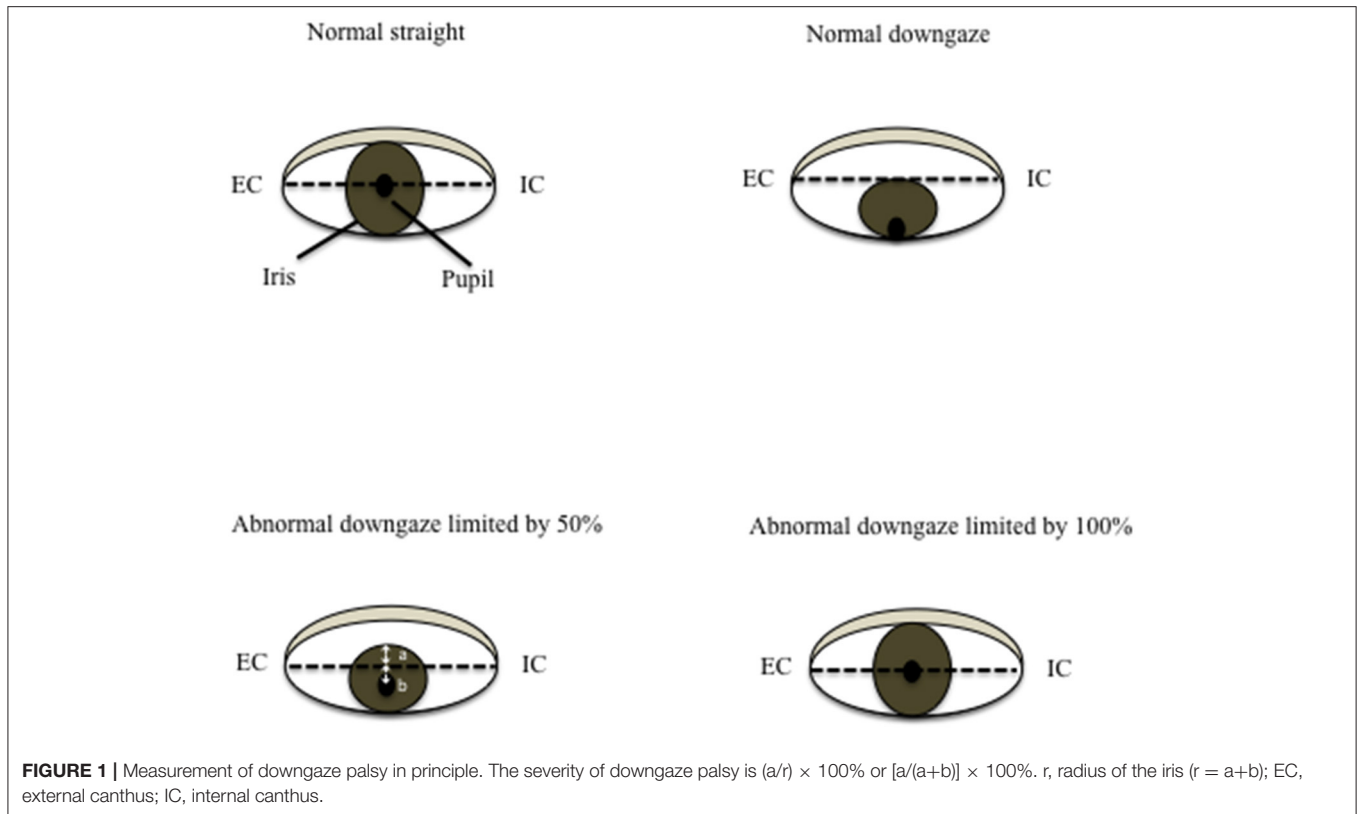 Normal straight
Normal downgaze
EC
IC
EC
IC
Iris
Pupil
Abnormal downgaze limited by 50%
Abnormal downgaze limited by 100%
EC
a
b
IC
EC
IC
FIGURE 1 | Measurement of downgaze palsy in principle. The severity of downgaze palsy is (a/r) × 100% or [a/(a+b)] × 100%. r, radius of the iris (r = a+b); EC,
external canthus; IC, internal canthus.